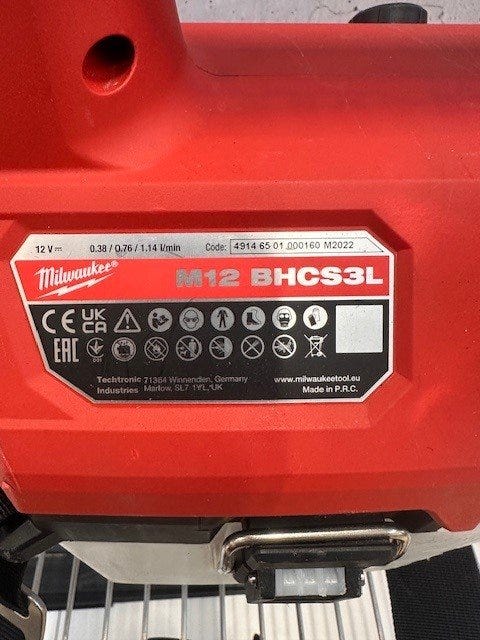 12 V⎓ 0.38 / 0.76 / 1.14 l/min Code: 4914 65 01 000160 M2022
Milwaukee® M12 BHCS3L
CE UK CA
EAC
Techtronic 71364 Winnenden, Germany www.milwaukeetool.eu
Industries Marlow, SL7 1YL, UK Made in P.R.C.